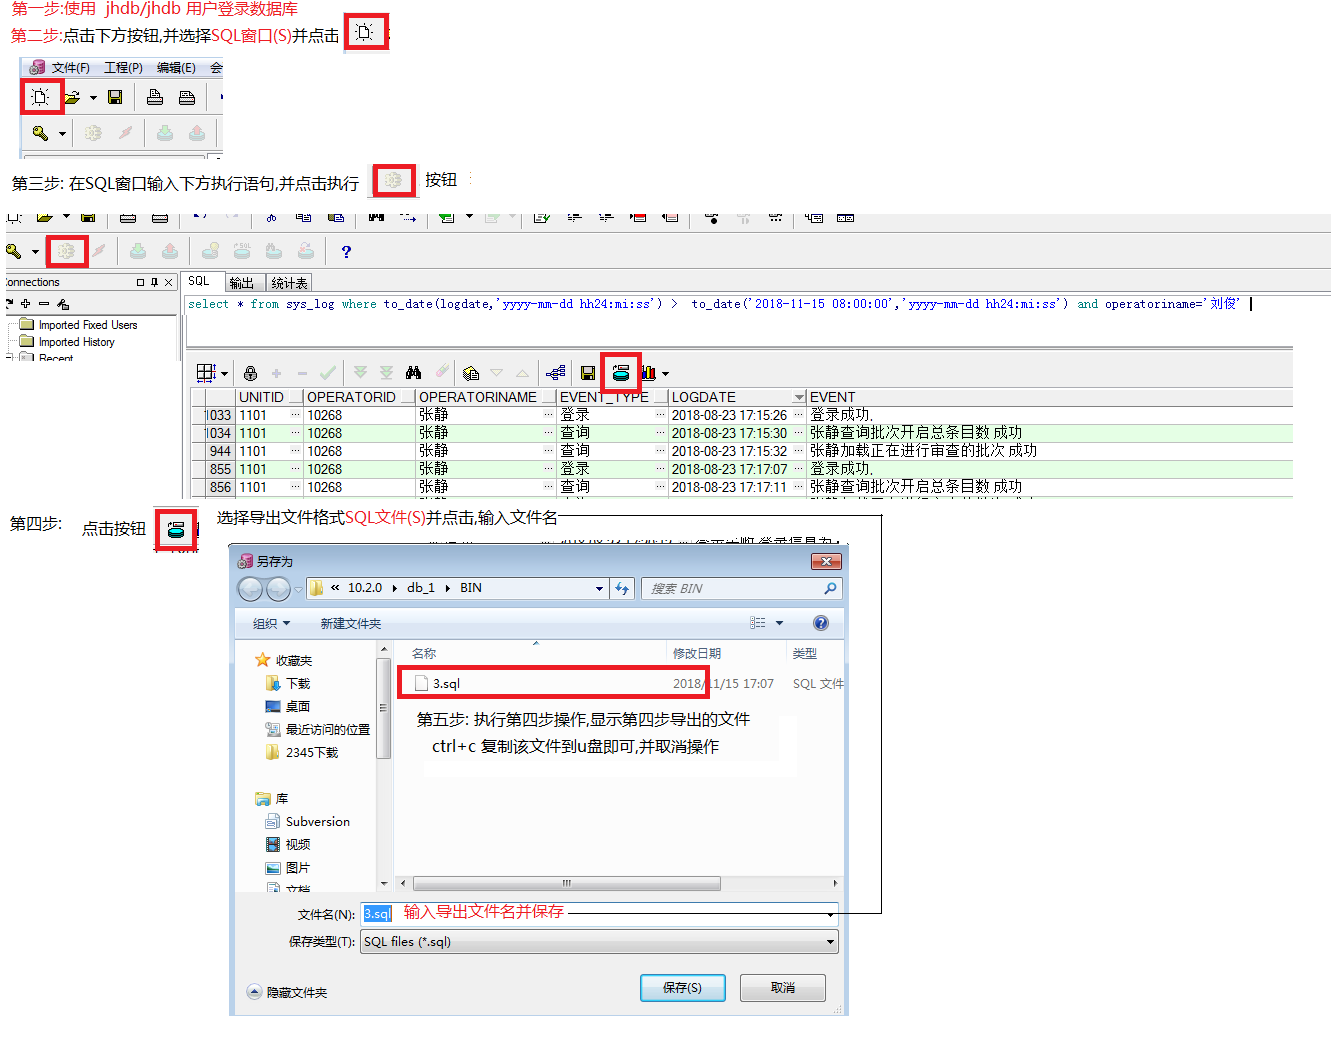 第一步:使用  jhdb/jhdb 用户登录数据库
第二步:点击下方按钮,并选择SQL窗口(S)并点击
文件(F) 工程(P) 编辑(E) 会
第三步: 在SQL窗口输入下方执行语句,并点击执行 按钮
onnections
SQL 输出 统计表
select * from sys_log where to_date(logdate,'yyyy-mm-dd hh24:mi:ss') >  to_date('2018-11-15 08:00:00','yyyy-mm-dd hh24:mi:ss') and operatoriname='刘俊'
Imported Fixed Users
Imported History
Recent
UNITID OPERATORID OPERATORINAME EVENT_TYPE LOGDATE EVENT
1033 1101 ... 10268 张静 ... 登录 ... 2018-08-23 17:15:26 ... 登录成功.
1034 1101 ... 10268 张静 ... 查询 ... 2018-08-23 17:15:30 ... 张静查询批次开启总条目数 成功
944 1101 ... 10268 张静 ... 查询 ... 2018-08-23 17:15:32 ... 张静加载正在进行审查的批次 成功
855 1101 ... 10268 张静 ... 登录 ... 2018-08-23 17:17:07 ... 登录成功.
856 1101 ... 10268 张静 ... 查询 ... 2018-08-23 17:17:11 ... 张静查询批次开启总条目数 成功
第四步: 点击按钮 选择导出文件格式SQL文件(S)并点击,输入文件名
另存为
« 10.2.0 db_1 BIN 搜索 BIN
组织 新建文件夹
收藏夹
下载
桌面
最近访问的位置
2345下载
库
Subversion
视频
图片
文档
名称 修改日期 类型
3.sql 2018/11/15 17:07 SQL 文件
第五步: 执行第四步操作,显示第四步导出的文件
ctrl+c 复制该文件到u盘即可,并取消操作
文件名(N): 3.sql 输入导出文件名并保存
保存类型(T): SQL files (*.sql)
隐藏文件夹 保存(S) 取消